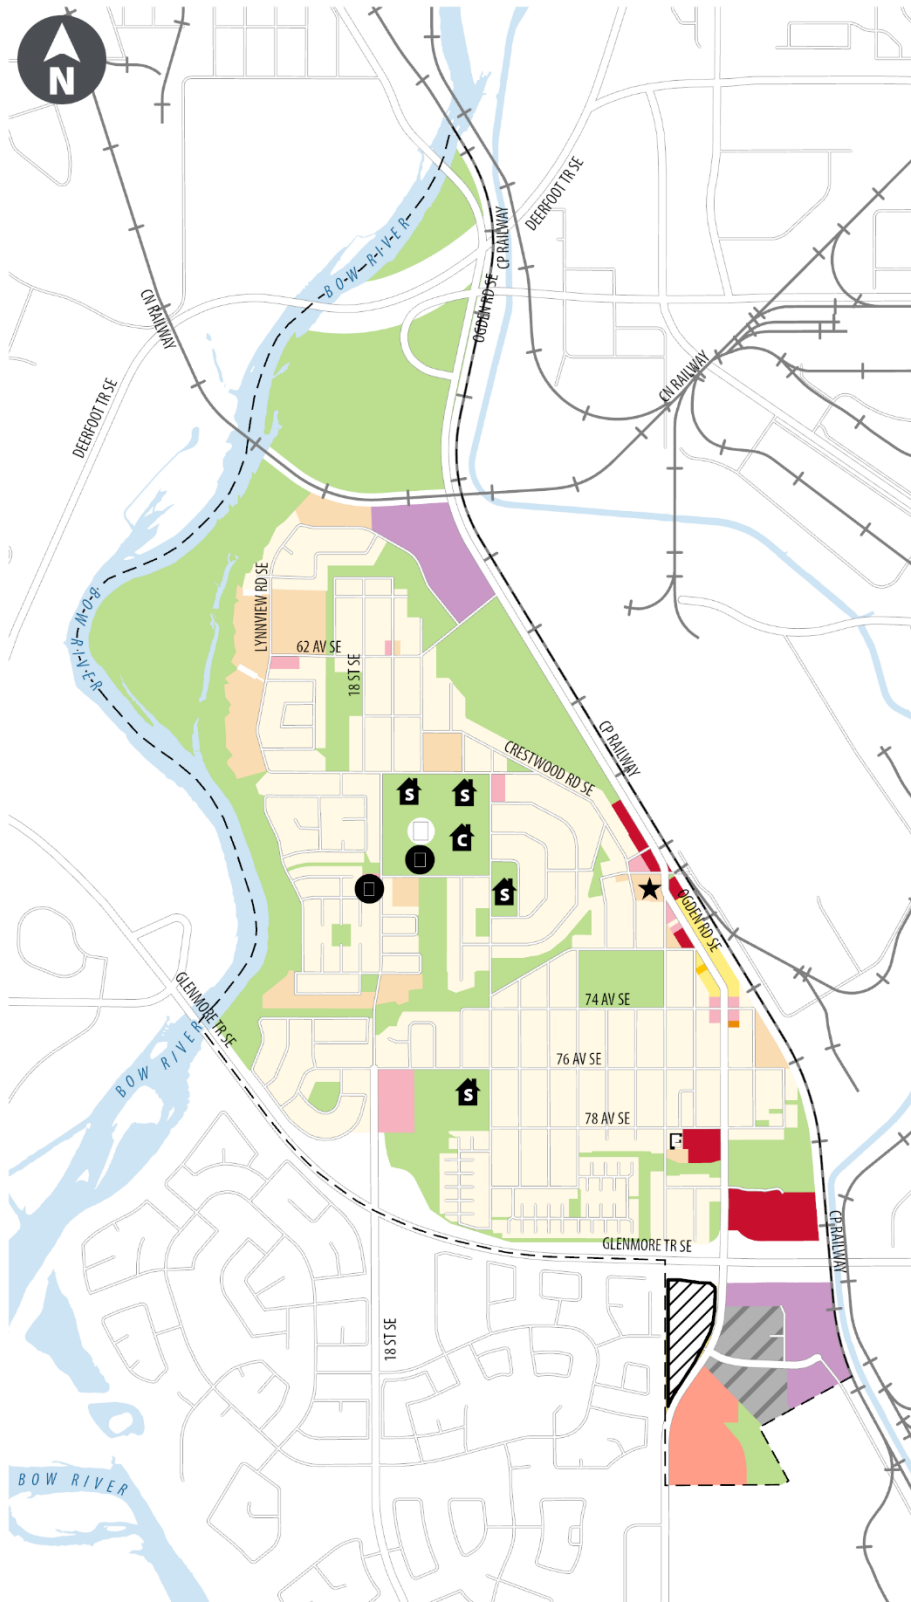 N
DEERFOOT TR SE
CP RAILWAY
BOW RIVER
OGDEN RD SE
CN RAILWAY
CN RAILWAY
DEERFOOT TR SE
LYNNVIEW RD SE
BOW RIVER
62 AV SE
18 ST SE
CP RAILWAY
CRESTWOOD RD SE
S
S
C
S
OGDEN RD SE
GLENMORE TR SE
74 AV SE
BOW RIVER
76 AV SE
S
78 AV SE
CP RAILWAY
GLENMORE TR SE
18 ST SE
BOW RIVER